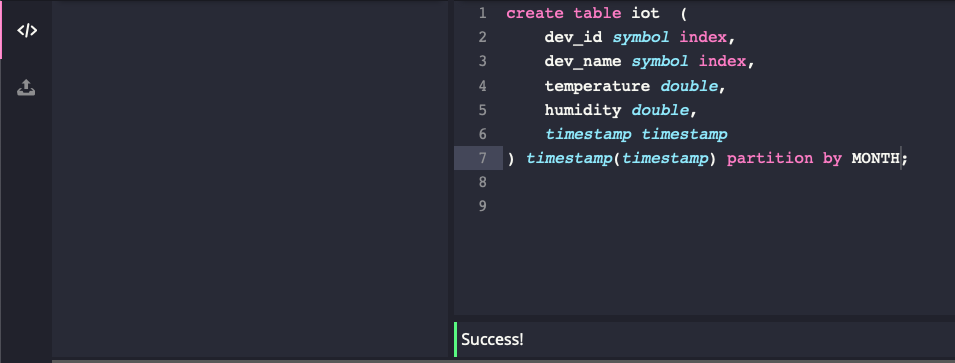 </>
1 create table iot (
2 dev_id symbol index,
3 dev_name symbol index,
4 temperature double,
5 humidity double,
6 timestamp timestamp
7 ) timestamp(timestamp) partition by MONTH;
8
9
Success!